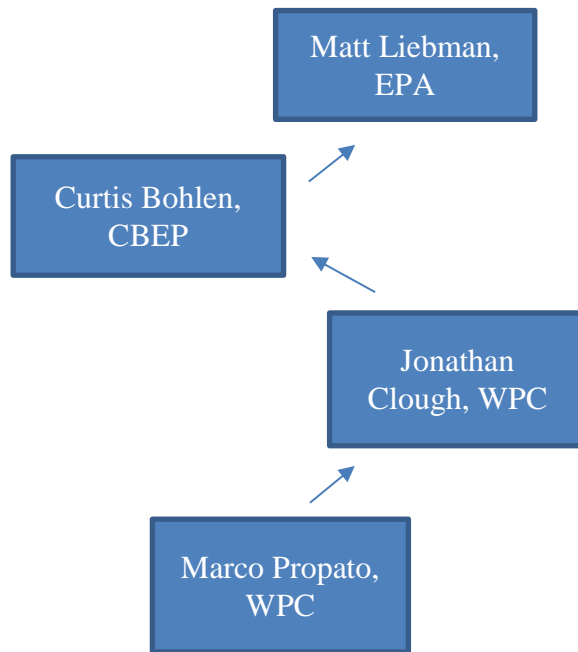 Matt Liebman,
EPA
Curtis Bohlen,
CBEP
Jonathan
Clough, WPC
Marco Propato,
WPC